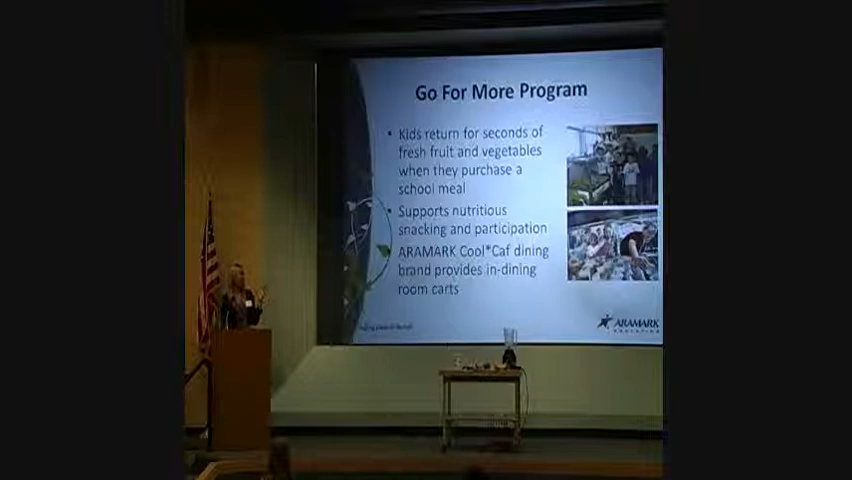 Go For More Program
• Kids return for seconds of
fresh fruit and vegetables
when they purchase a
school meal
• Supports nutritious
snacking and participation
• ARAMARK Cool*Caf dining
brand provides in-dining
room carts
ARAMARK
EDUCATION